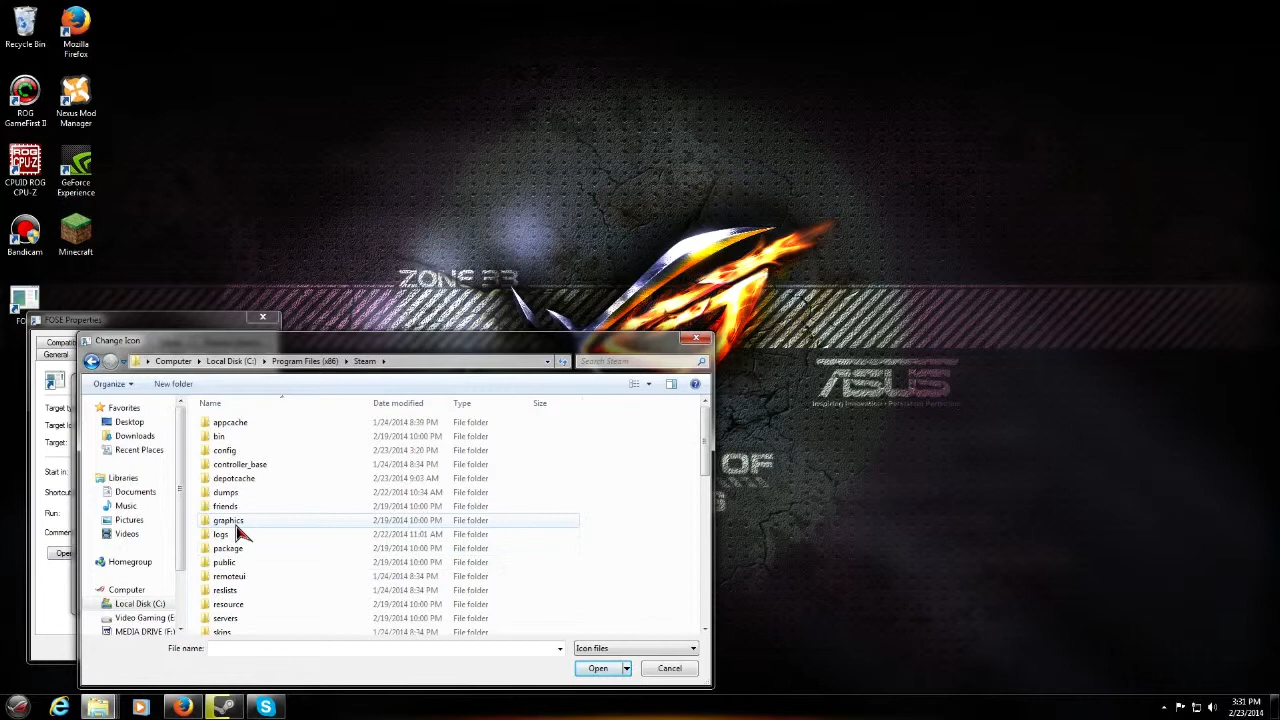 Recycle Bin
Mozilla
Firefox
ROG
GameFirst II
Nexus Mod
Manager
CPUID ROG
CPU-Z
GeForce
Experience
Bandicam
Minecraft
FOSE Properties
General
Target:
Start in:
Run:
Change Icon
Computer
Local Disk (C:)
Program Files (x86)
Steam
Search Steam
Organize
New folder
Name
Date modified
Type
Size
Favorites
Desktop
Downloads
Recent Places
Libraries
Documents
Music
Pictures
Videos
Homegroup
Computer
Local Disk (C:)
Video Gaming (E
MEDIA DRIVE (F:)
appcache 1/24/2014 8:39 PM File folder
bin 2/19/2014 10:00 PM File folder
config 2/23/2014 3:20 PM File folder
controller_base 1/24/2014 8:34 PM File folder
depotcache 2/23/2014 9:03 AM File folder
dumps 2/22/2014 10:34 AM File folder
friends 2/19/2014 10:00 PM File folder
graphics 2/19/2014 10:00 PM File folder
logs 2/22/2014 11:01 AM File folder
package 2/19/2014 10:00 PM File folder
public 2/19/2014 10:00 PM File folder
remoteui 1/24/2014 8:34 PM File folder
reslists 1/24/2014 8:34 PM File folder
resource 2/19/2014 10:00 PM File folder
servers 2/19/2014 10:00 PM File folder
skins 1/24/2014 8:34 PM File folder
File name:
Icon files
Open
Cancel
ASUS
Inspiring Innovation • Persistent Perfection
OF
3:31 PM
2/23/2014